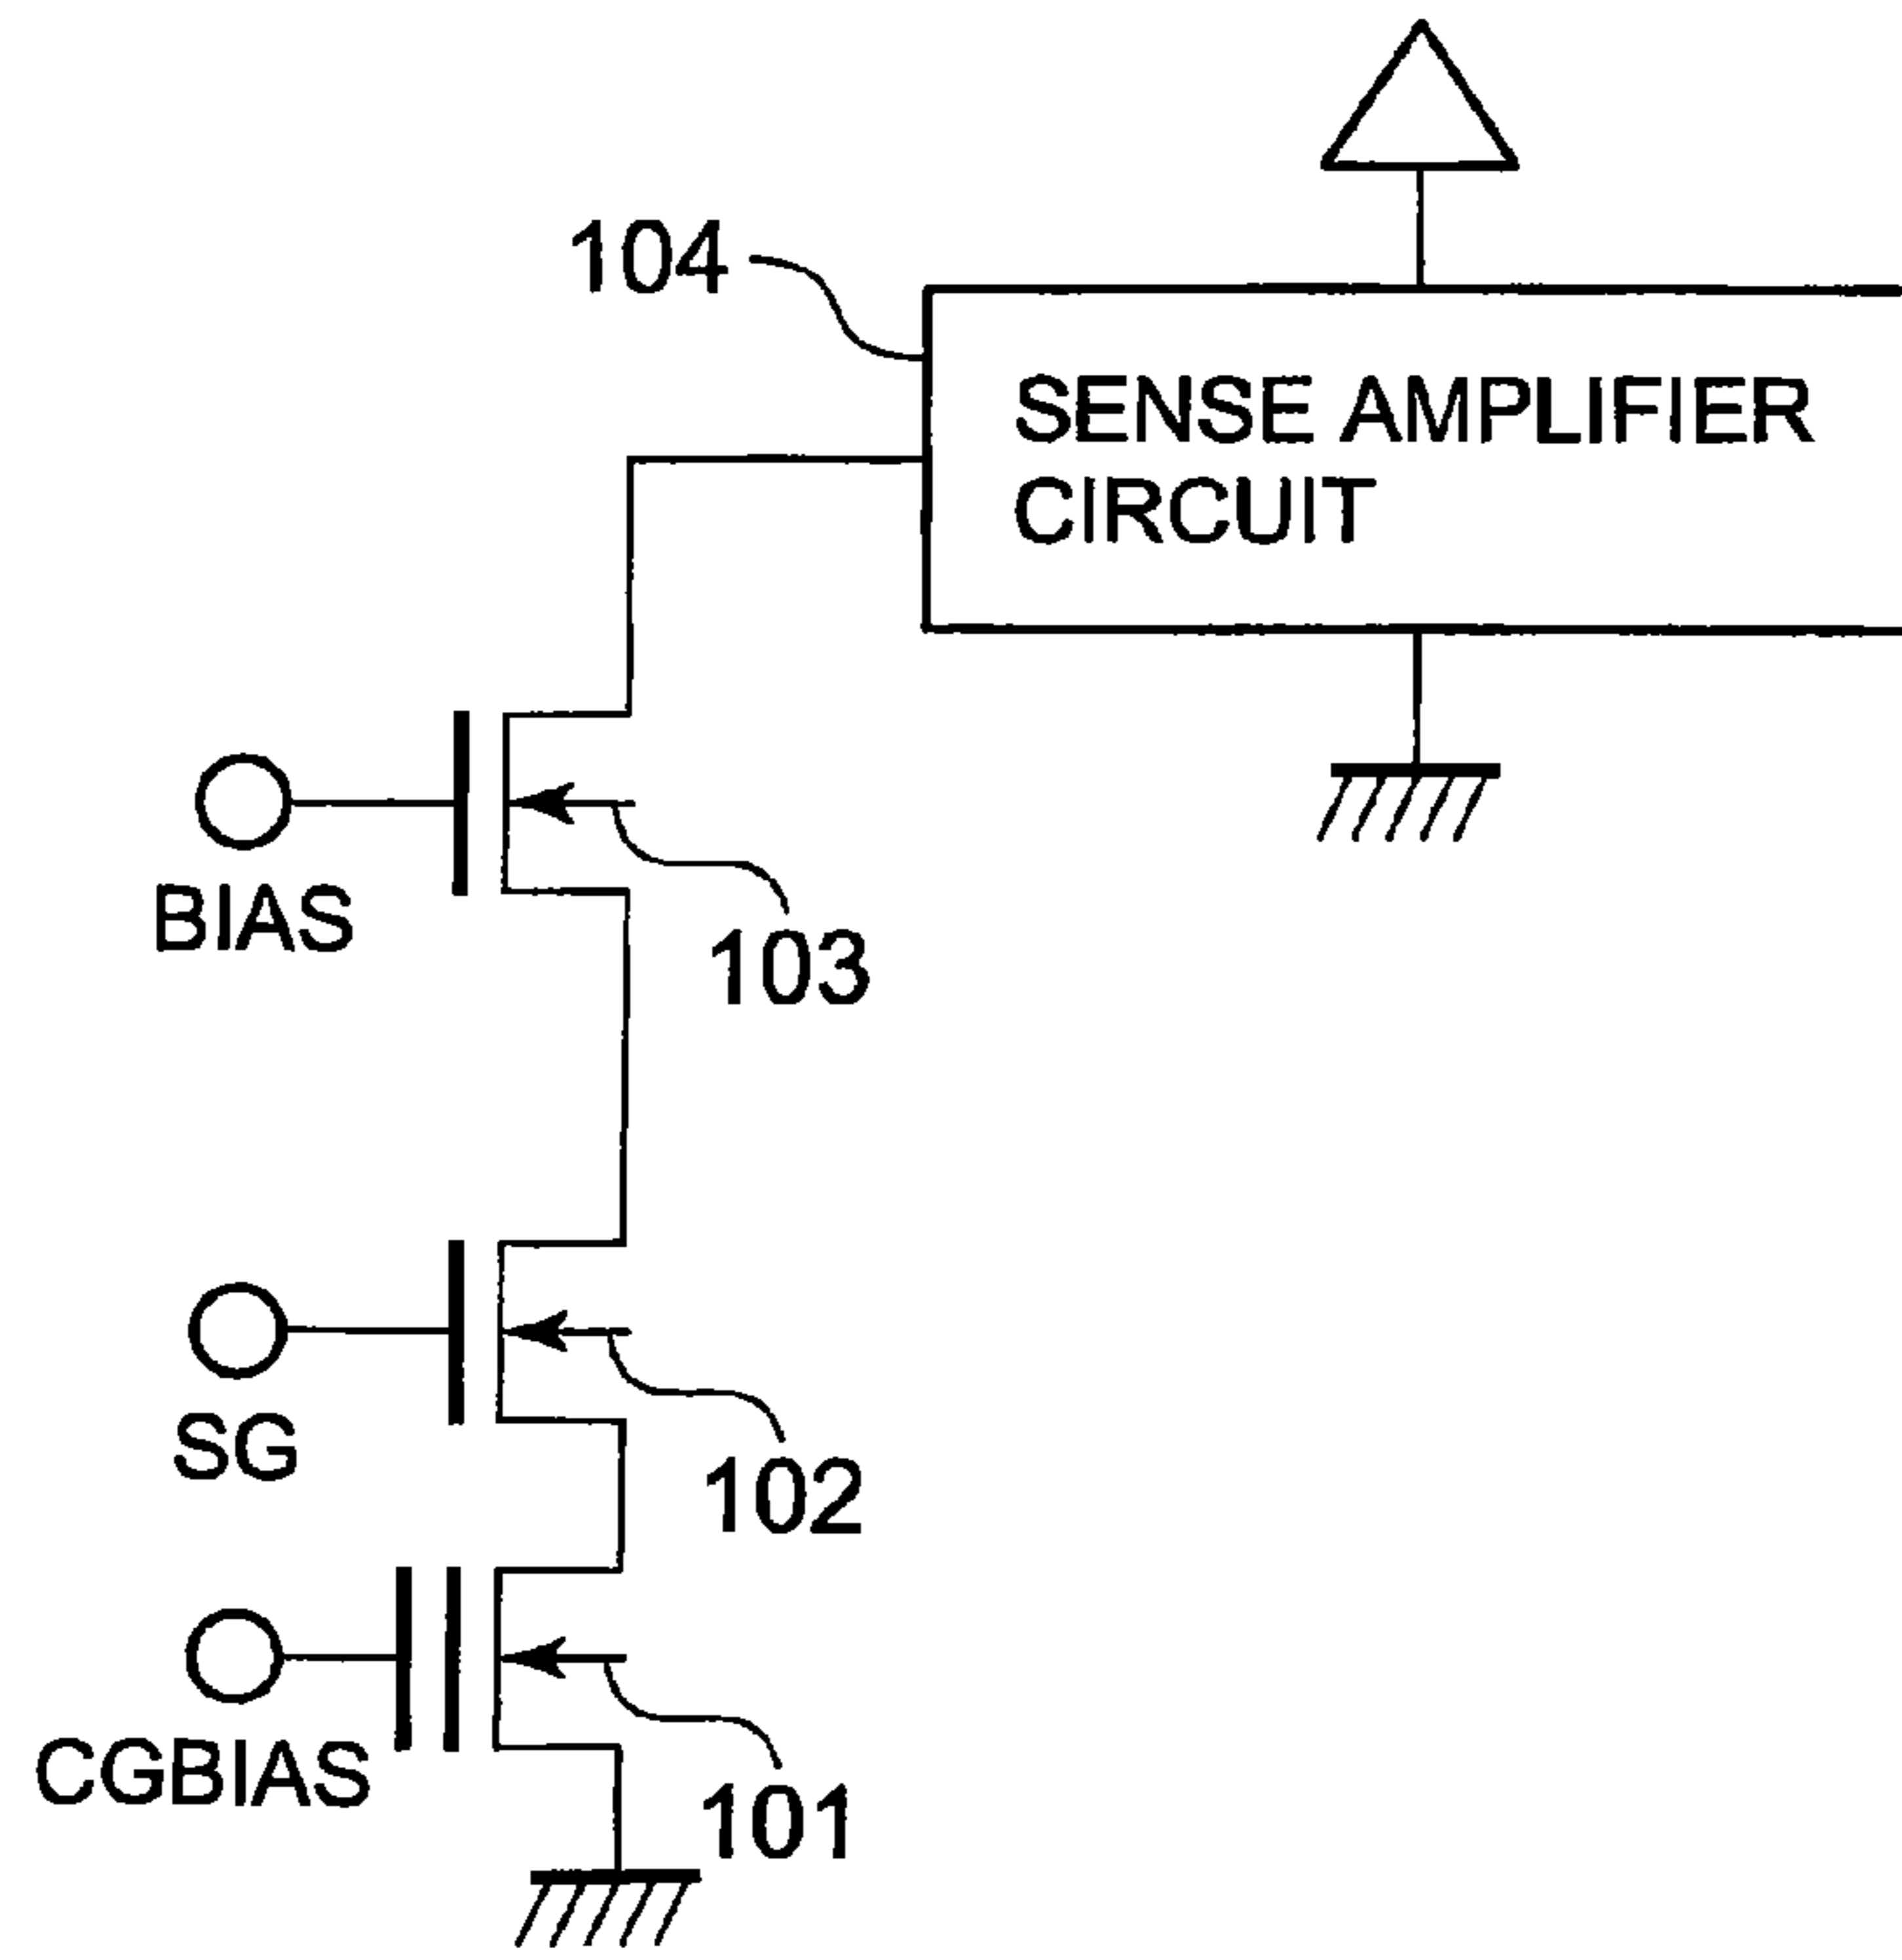 104
SENSE AMPLIFIER
CIRCUIT
BIAS
103
SG
102
CGBIAS
101